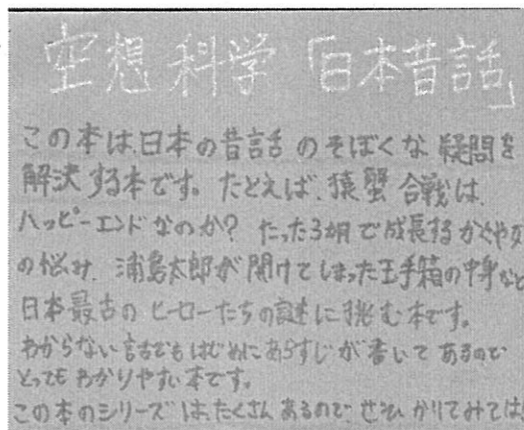 空想科学「日本昔話」
この本は、日本の昔話のそぼくな疑問を
解決する本です。たとえば、猿蟹合戦は、
ハッピーエンドなのか？たった3ヶ月で成長するかぐや
の悩み、浦島太郎が開けてしまった玉手箱の中身など
日本最古のヒーローたちの謎に挑む本です。
わからない話でもはじめにあらすじが書いてあるので
とってもわかりやすい本です。
この本のシリーズは、たくさんあるので、ぜひかりてみては